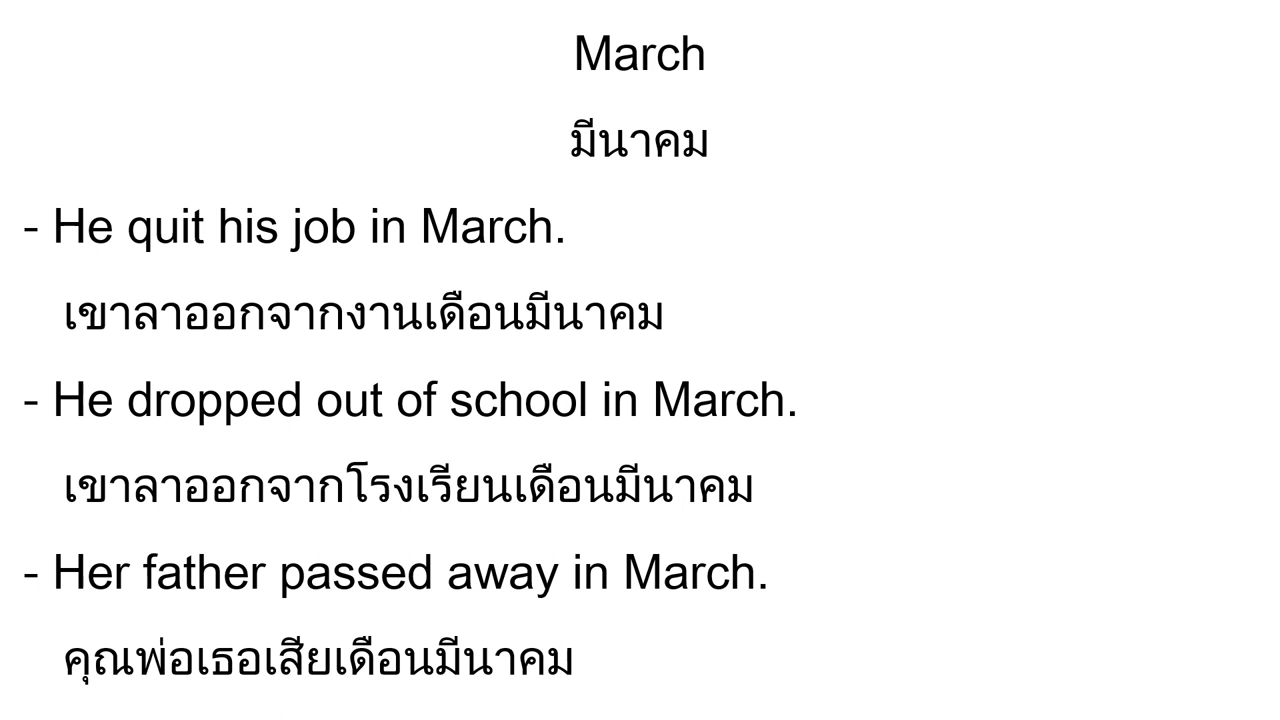 March
มีนาคม
- He quit his job in March.
เขาลาออกจากงานเดือนมีนาคม
- He dropped out of school in March.
เขาลาออกจากโรงเรียนเดือนมีนาคม
- Her father passed away in March.
คุณพ่อเธอเสียเดือนมีนาคม